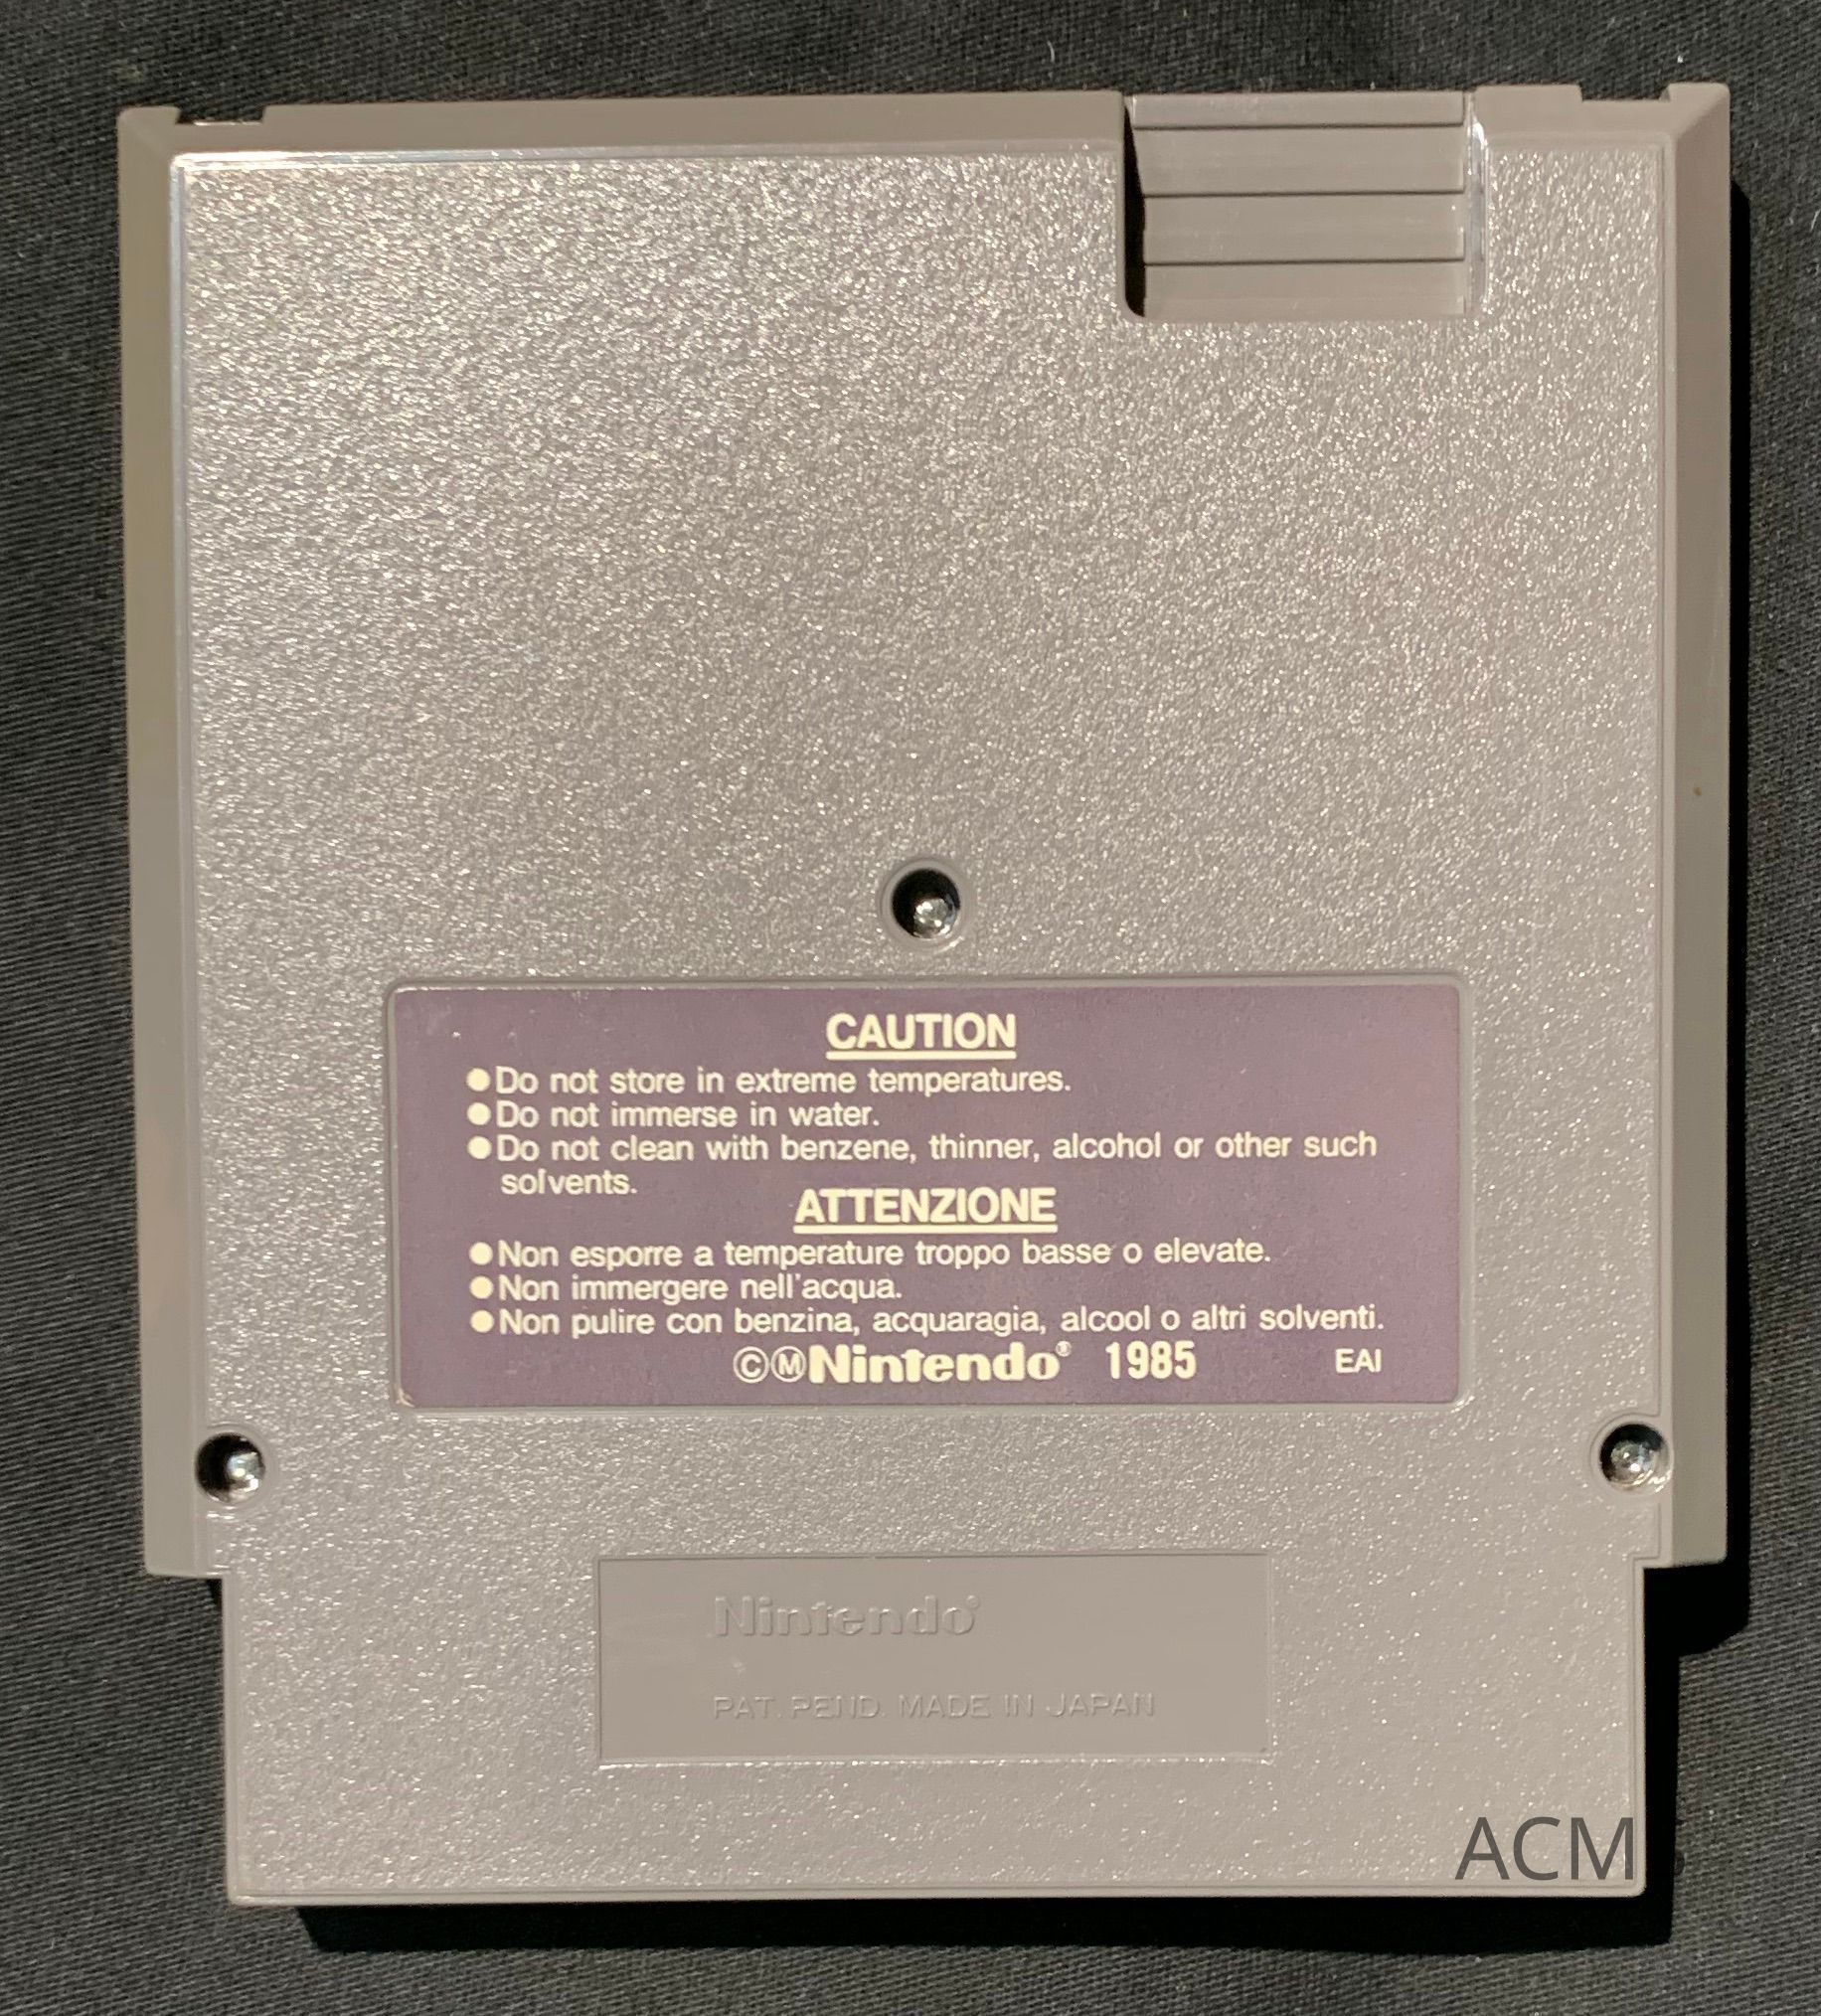 CAUTION
●Do not store in extreme temperatures.
●Do not immerse in water.
●Do not clean with benzene, thinner, alcohol or other such
solvents.
ATTENZIONE
●Non esporre a temperature troppo basse o elevate.
●Non immergere nell'acqua.
●Non pulire con benzina, acquaragia, alcool o altri solventi.
ⒸⓂNintendo® 1985 EAI
Nintendo®
PAT. PEND. MADE IN JAPAN
ACM